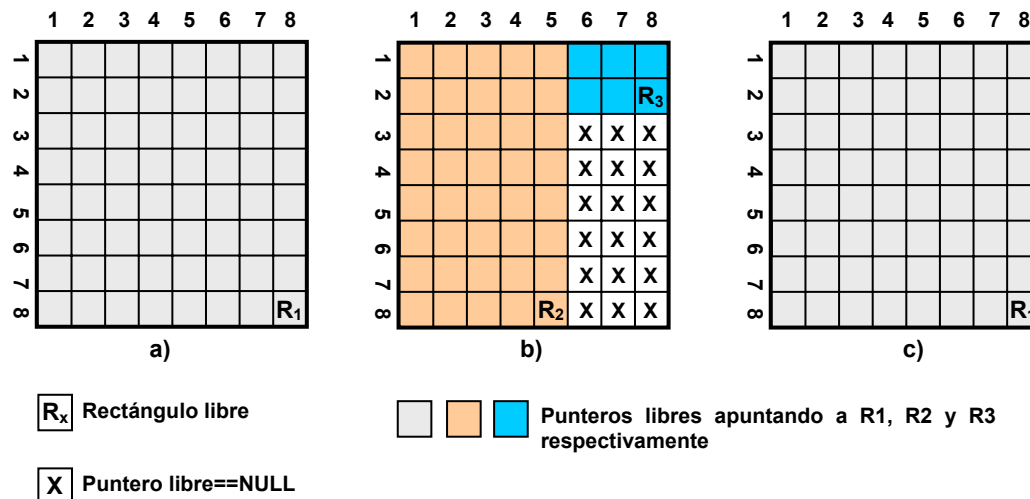 1 2 3 4 5 6 7 8
1 2 3 4 5 6 7 8
1 2 3 4 5 6 7 8
1
1
1
2
2
R3
2
3
3
X X X
3
4
4
X X X
4
5
5
X X X
5
6
6
X X X
6
7
7
X X X
7
8
R1
8
R2
X X X
8
a)
b)
c)
Rx Rectángulo libre
Punteros libres apuntando a R1, R2 y R3
respectivamente
X Puntero libre==NULL